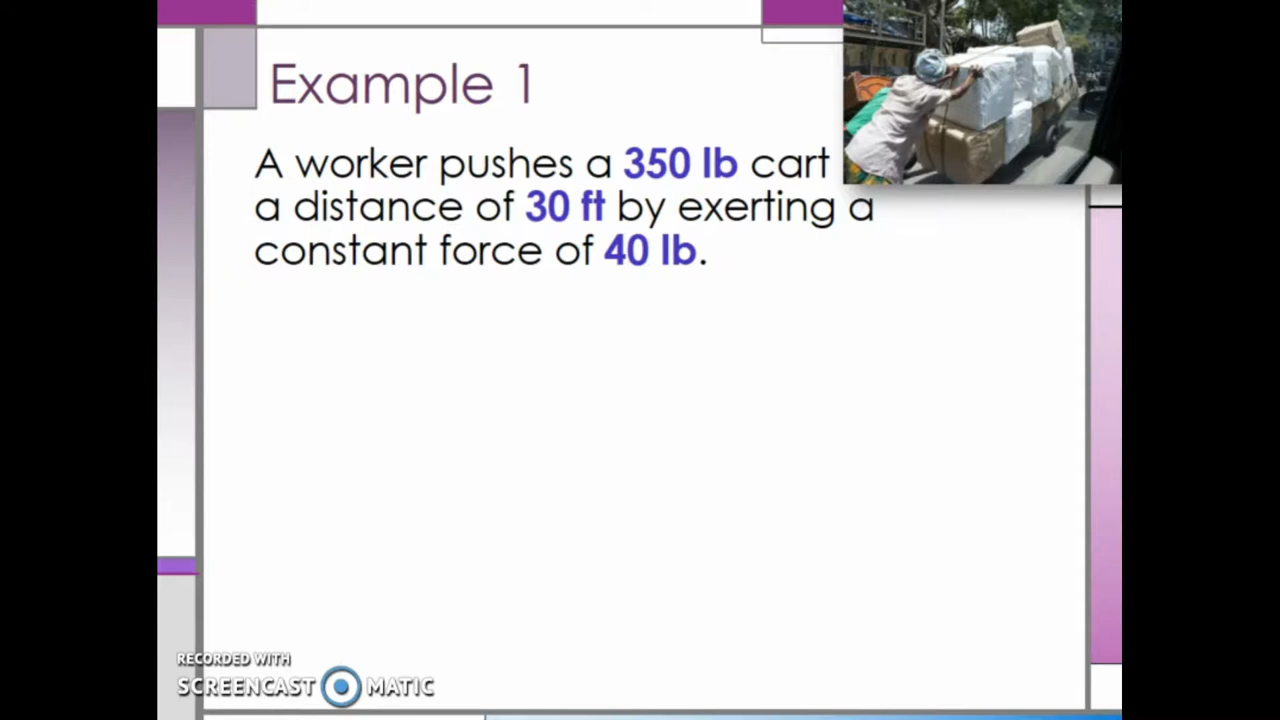 Example 1
A worker pushes a 350 lb cart
a distance of 30 ft by exerting a
constant force of 40 lb.
RECORDED WITH
SCREENCAST MATIC